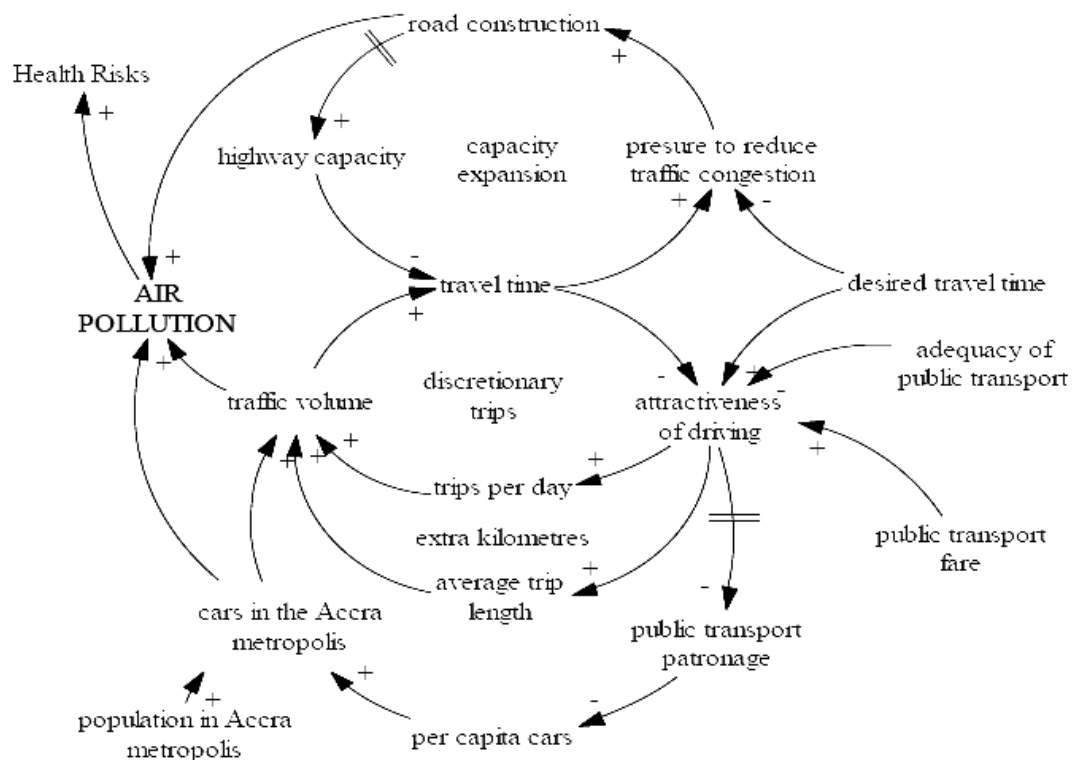 road construction
+
Health Risks
+
+
highway capacity
capacity
expansion
presure to reduce
traffic congestion
+
-
+
-
travel time
+
desired travel time
AIR
POLLUTION
+
traffic volume
discretionary
trips
-
+
-
adequacy of
public transport
attractiveness
of driving
+
+
+
+
+
trips per day
extra kilometres
+
average trip
length
public transport
fare
-
cars in the Accra
metropolis
public transport
patronage
+
+
-
population in Accra
metropolis
per capita cars